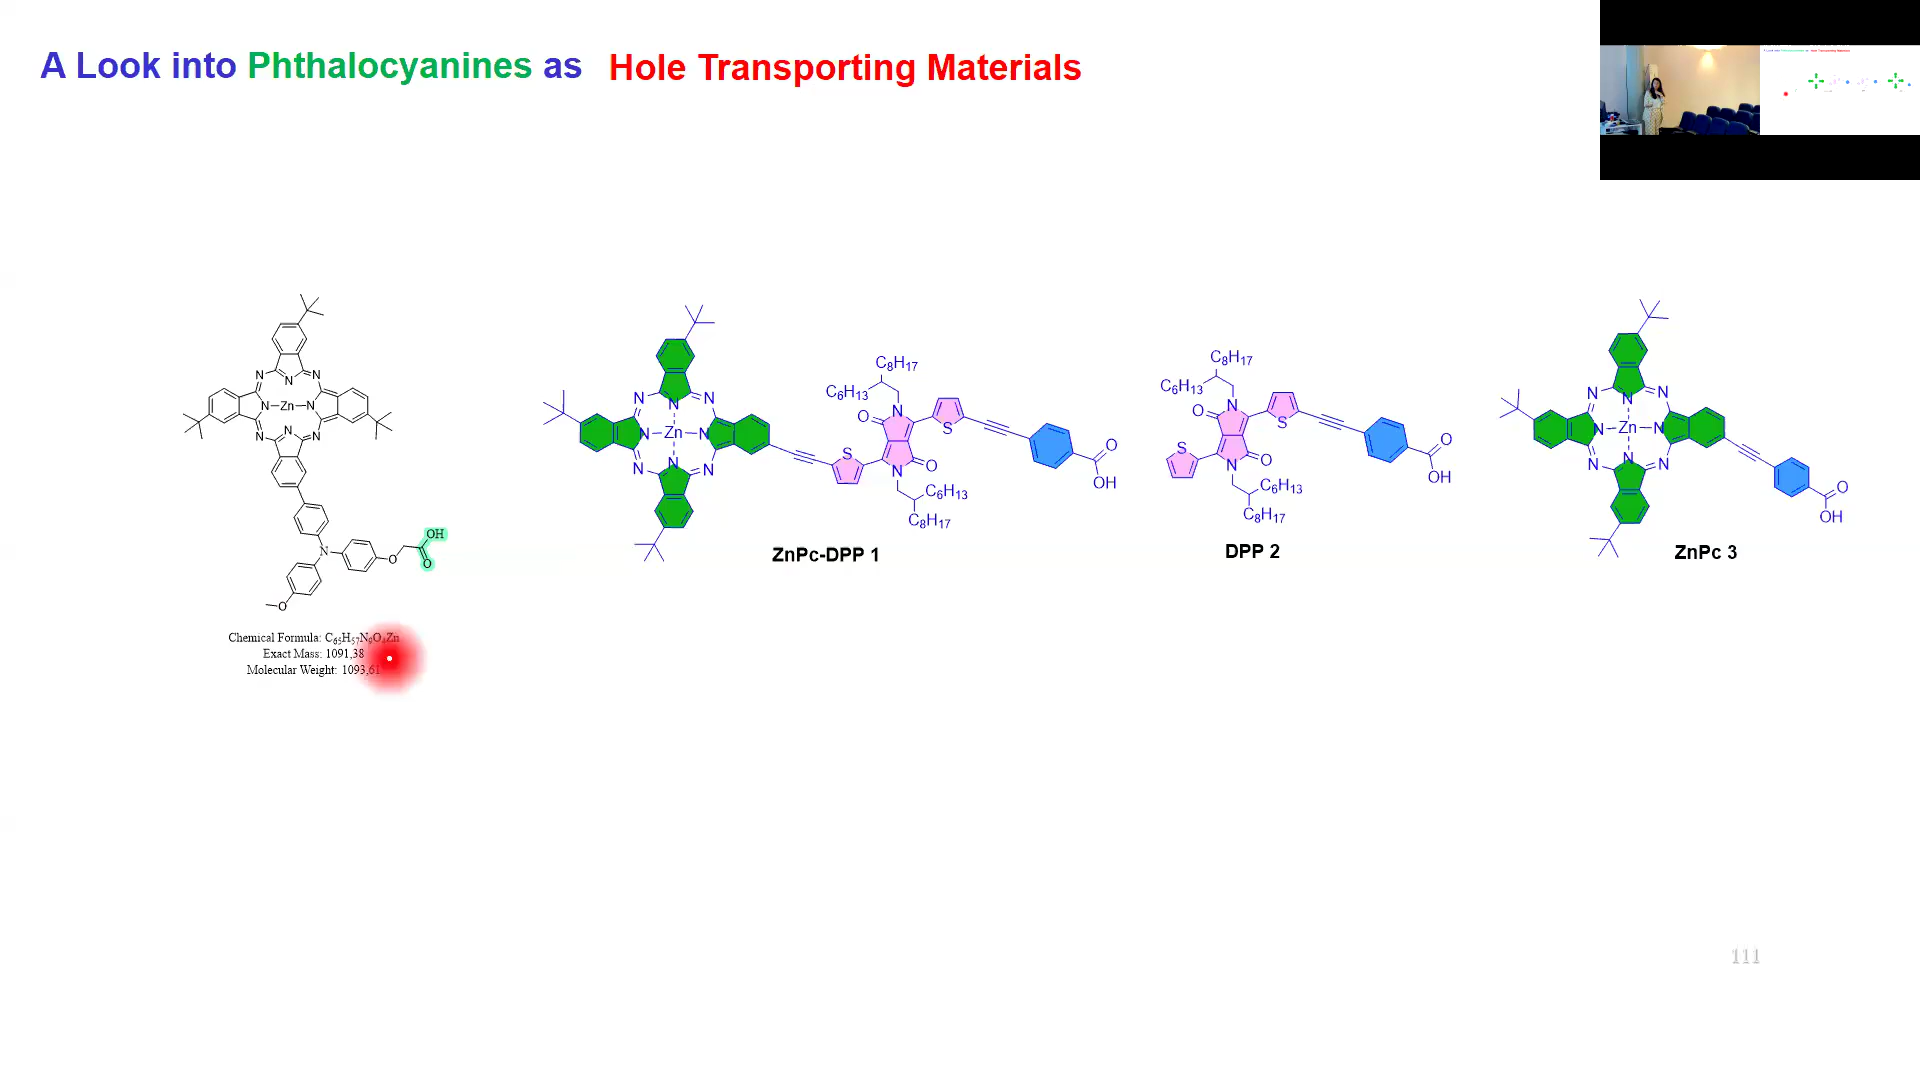 A Look into Phthalocyanines as Hole Transporting Materials
N N N
N Zn N
N N N
N
OH
O
O
O
Chemical Formula: C65H57N9O4Zn
Exact Mass: 1091,38
Molecular Weight: 1093,61
C8H17
C6H13
N N N
O N
S
N Zn N
S
O
N N N
N O
OH
C6H13
C8H17
ZnPc-DPP 1
C8H17
C6H13
O N
S
S
O
N
O
OH
C6H13
C8H17
DPP 2
N N N
N Zn N
N N N
O
OH
ZnPc 3
111